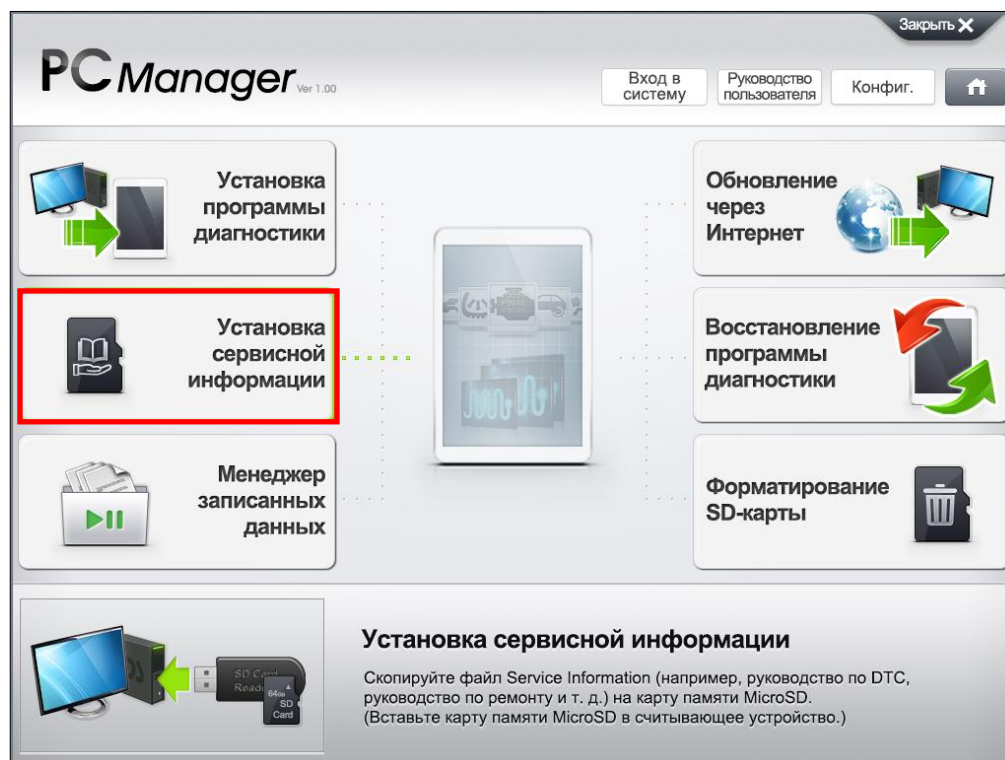 Закрыть X
PC Manager Ver 1.00
Вход в
систему
Руководство
пользователя
Конфиг.
Установка
программы
диагностики
Обновление
через
Интернет
Установка
сервисной
информации
Восстановление
программы
диагностики
Менеджер
записанных
данных
Форматирование
SD-карты
SD Card
Reader
64GB
SD
Card
Установка сервисной информации
Скопируйте файл Service Information (например, руководство по DTC,
руководство по ремонту и т. д.) на карту памяти MicroSD.
(Вставьте карту памяти MicroSD в считывающее устройство.)